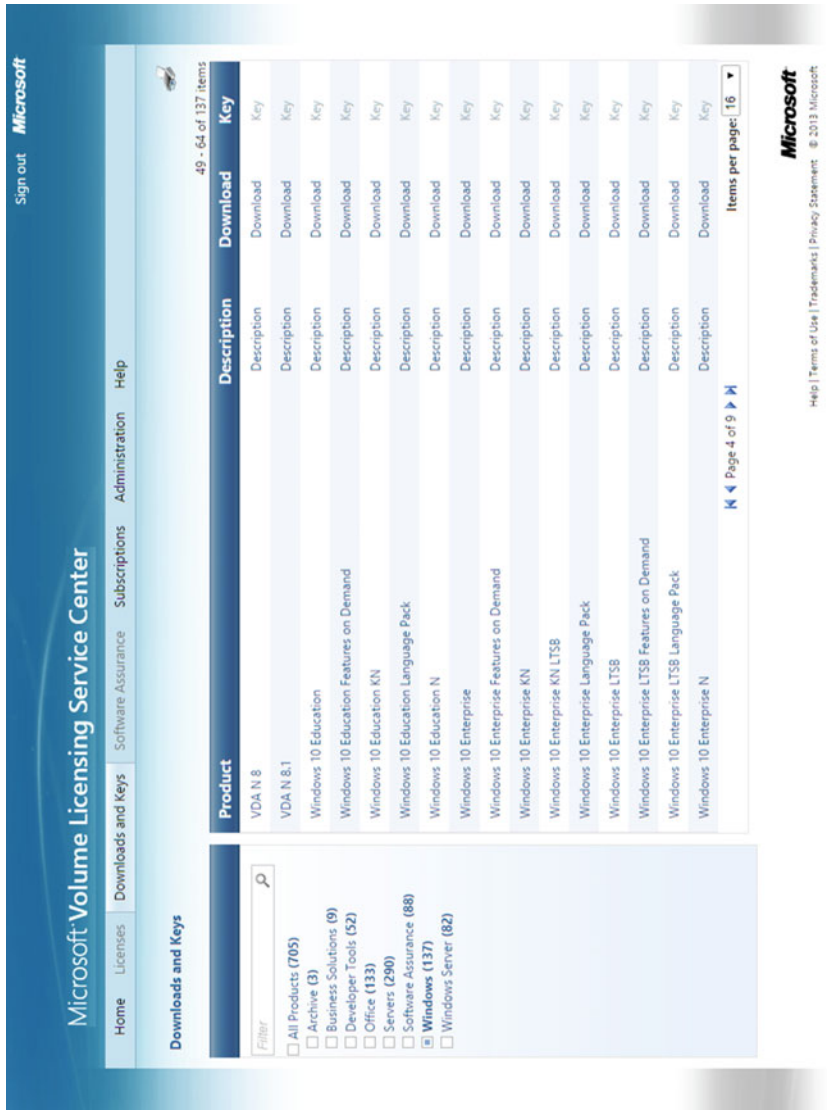 Sign out Microsoft
Microsoft Volume Licensing Service Center
Home Licenses Downloads and Keys Software Assurance Subscriptions Administration Help
Downloads and Keys
49 - 64 of 137 items
Filter
All Products (705)
Archive (3)
Business Solutions (9)
Developer Tools (52)
Office (133)
Servers (290)
Software Assurance (88)
Windows (137)
Windows Server (82)
Product Description Download Key
VDA N 8 Description Download Key
VDA N 8.1 Description Download Key
Windows 10 Education Description Download Key
Windows 10 Education Features on Demand Description Download Key
Windows 10 Education KN Description Download Key
Windows 10 Education Language Pack Description Download Key
Windows 10 Education N Description Download Key
Windows 10 Enterprise Description Download Key
Windows 10 Enterprise Features on Demand Description Download Key
Windows 10 Enterprise KN Description Download Key
Windows 10 Enterprise KN LTSB Description Download Key
Windows 10 Enterprise Language Pack Description Download Key
Windows 10 Enterprise LTSB Description Download Key
Windows 10 Enterprise LTSB Features on Demand Description Download Key
Windows 10 Enterprise LTSB Language Pack Description Download Key
Windows 10 Enterprise N Description Download Key
Page 4 of 9 Items per page: 16
Microsoft
Help | Terms of Use | Trademarks | Privacy Statement © 2013 Microsoft